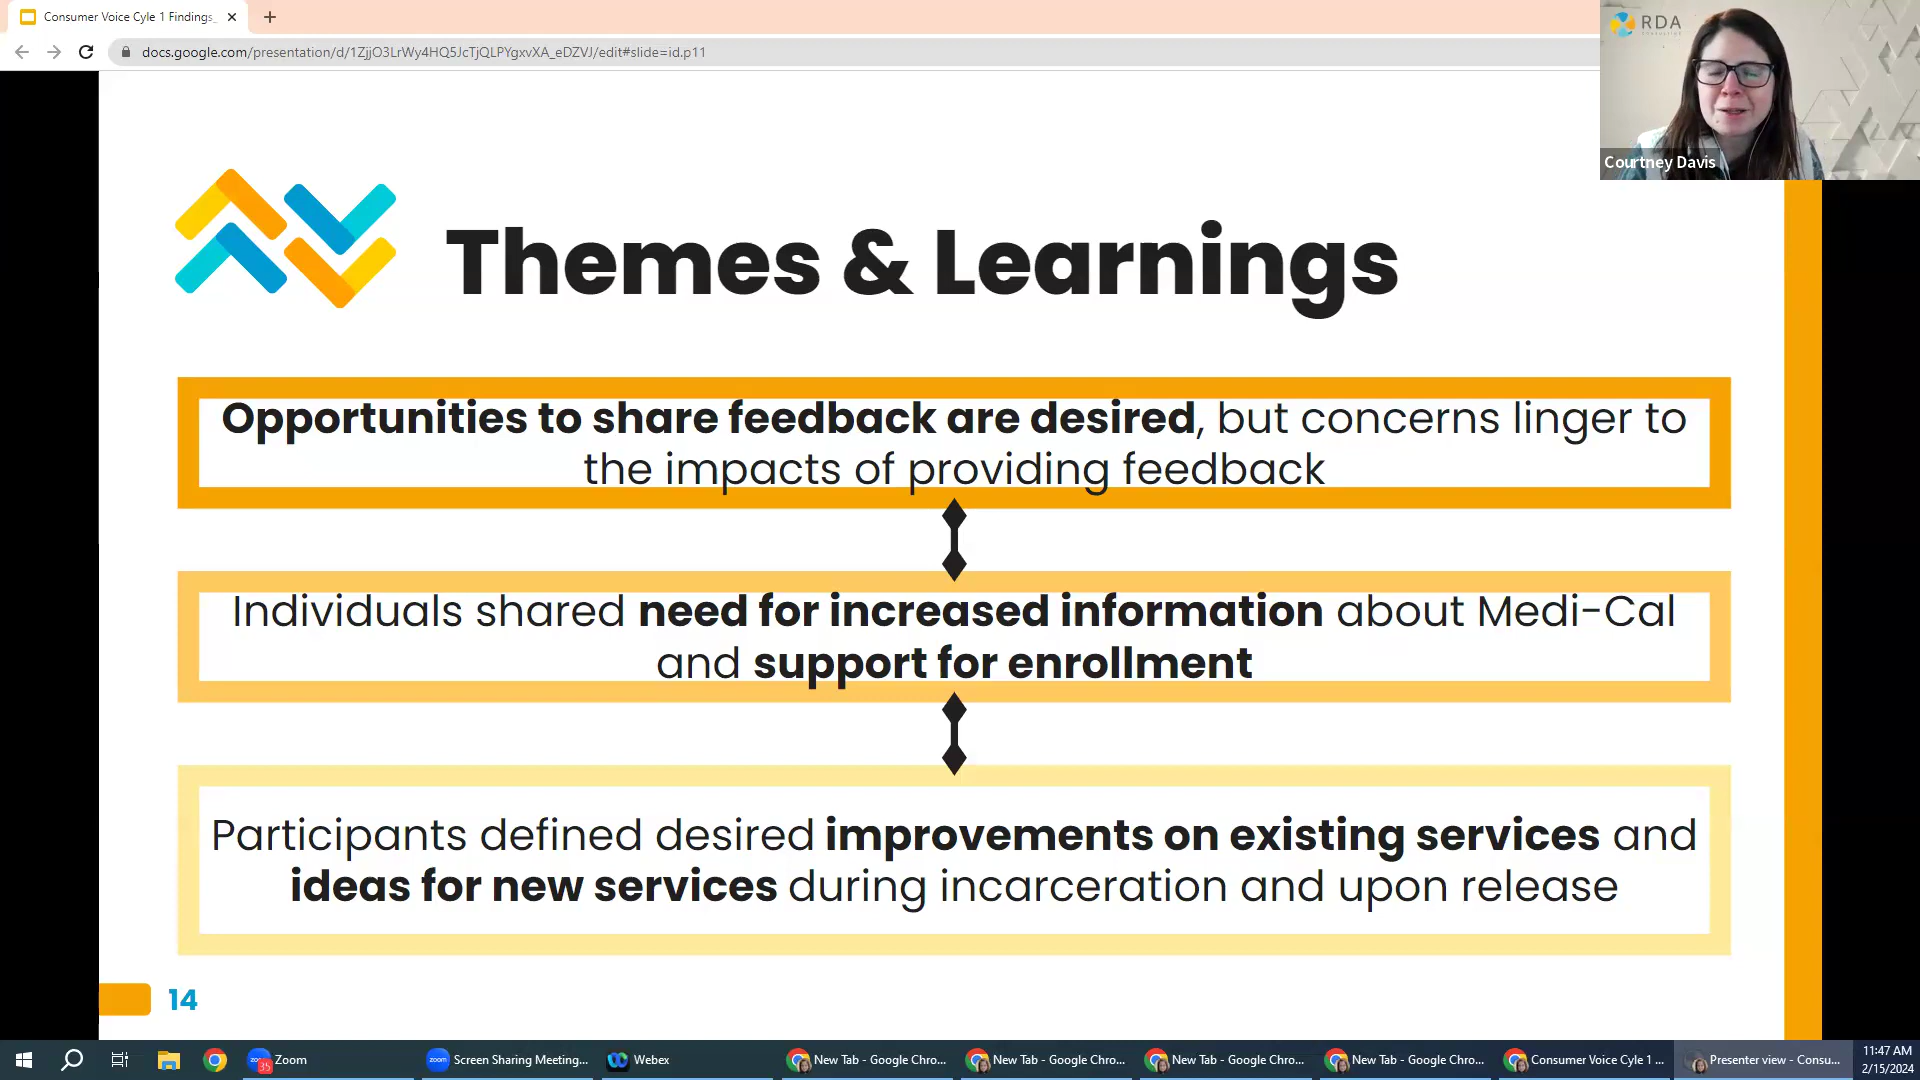 Consumer Voice Cyle 1 Findings_
docs.google.com/presentation/d/1ZjjO3LrWy4HQ5JcTjQLPYgxvXA_eDZVJ/edit#slide=id.p11
RDA
Courtney Davis
Themes & Learnings
Opportunities to share feedback are desired, but concerns linger to
the impacts of providing feedback
Individuals shared need for increased information about Medi-Cal
and support for enrollment
Participants defined desired improvements on existing services and
ideas for new services during incarceration and upon release
14
35
Zoom
zoom
Screen Sharing Meeting...
Webex
New Tab - Google Chro...
New Tab - Google Chro...
New Tab - Google Chro...
New Tab - Google Chro...
Consumer Voice Cyle 1 ...
Presenter view - Consu...
11:47 AM
2/15/2024